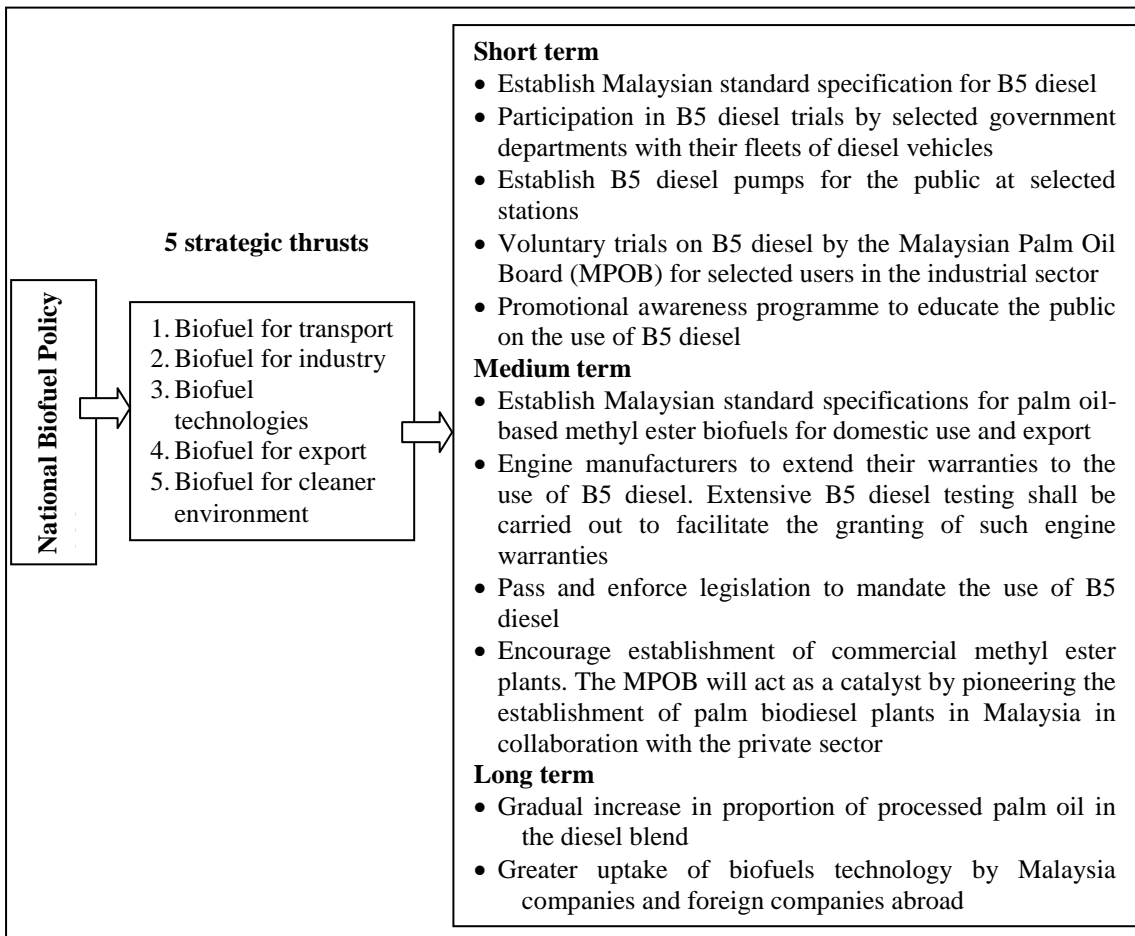 National Biofuel Policy
5 strategic thrusts
1. Biofuel for transport
2. Biofuel for industry
3. Biofuel
technologies
4. Biofuel for export
5. Biofuel for cleaner
environment
Short term
• Establish Malaysian standard specification for B5 diesel
• Participation in B5 diesel trials by selected government
departments with their fleets of diesel vehicles
• Establish B5 diesel pumps for the public at selected
stations
• Voluntary trials on B5 diesel by the Malaysian Palm Oil
Board (MPOB) for selected users in the industrial sector
• Promotional awareness programme to educate the public
on the use of B5 diesel
Medium term
• Establish Malaysian standard specifications for palm oil-
based methyl ester biofuels for domestic use and export
• Engine manufacturers to extend their warranties to the
use of B5 diesel. Extensive B5 diesel testing shall be
carried out to facilitate the granting of such engine
warranties
• Pass and enforce legislation to mandate the use of B5
diesel
• Encourage establishment of commercial methyl ester
plants. The MPOB will act as a catalyst by pioneering the
establishment of palm biodiesel plants in Malaysia in
collaboration with the private sector
Long term
• Gradual increase in proportion of processed palm oil in
the diesel blend
• Greater uptake of biofuels technology by Malaysia
companies and foreign companies abroad